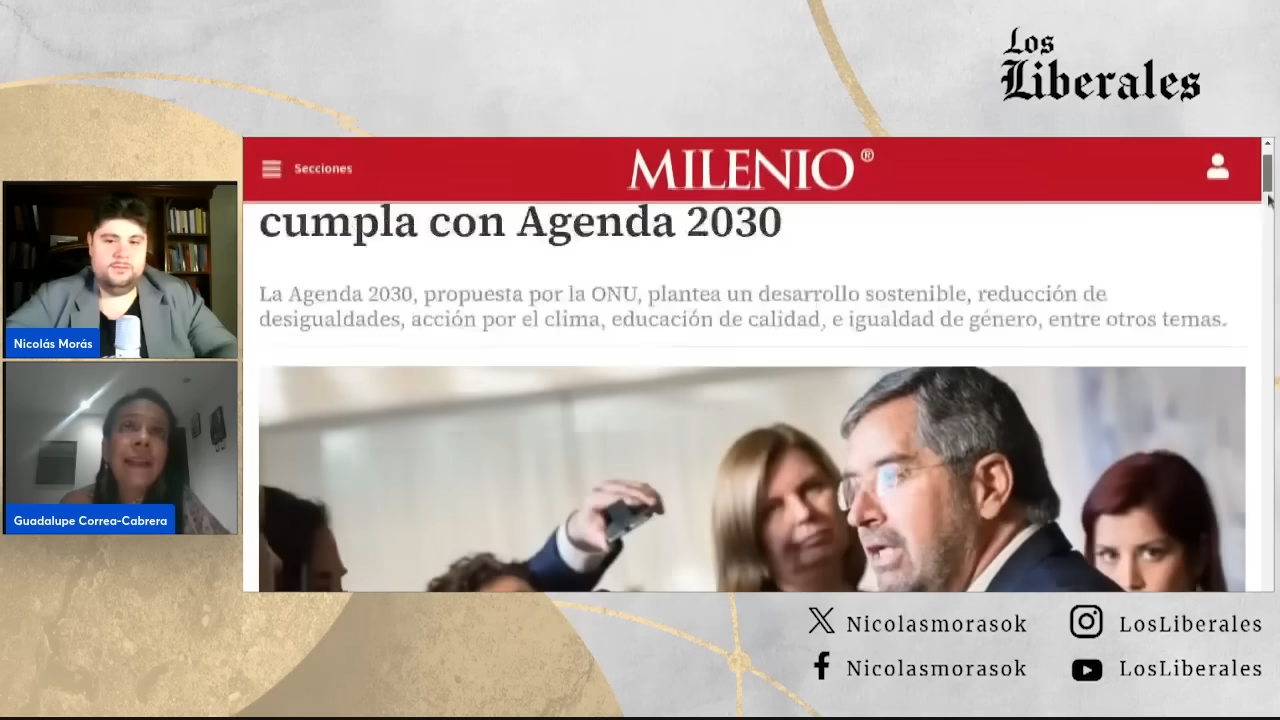 Los
Liberales
Secciones
MILENIO®
cumpla con Agenda 2030
La Agenda 2030, propuesta por la ONU, plantea un desarrollo sostenible, reducción de
desigualdades, acción por el clima, educación de calidad, e igualdad de género, entre otros temas.
Nicolás Morás
Guadalupe Correa-Cabrera
Nicolasmorasok
LosLiberales
Nicolasmorasok
LosLiberales